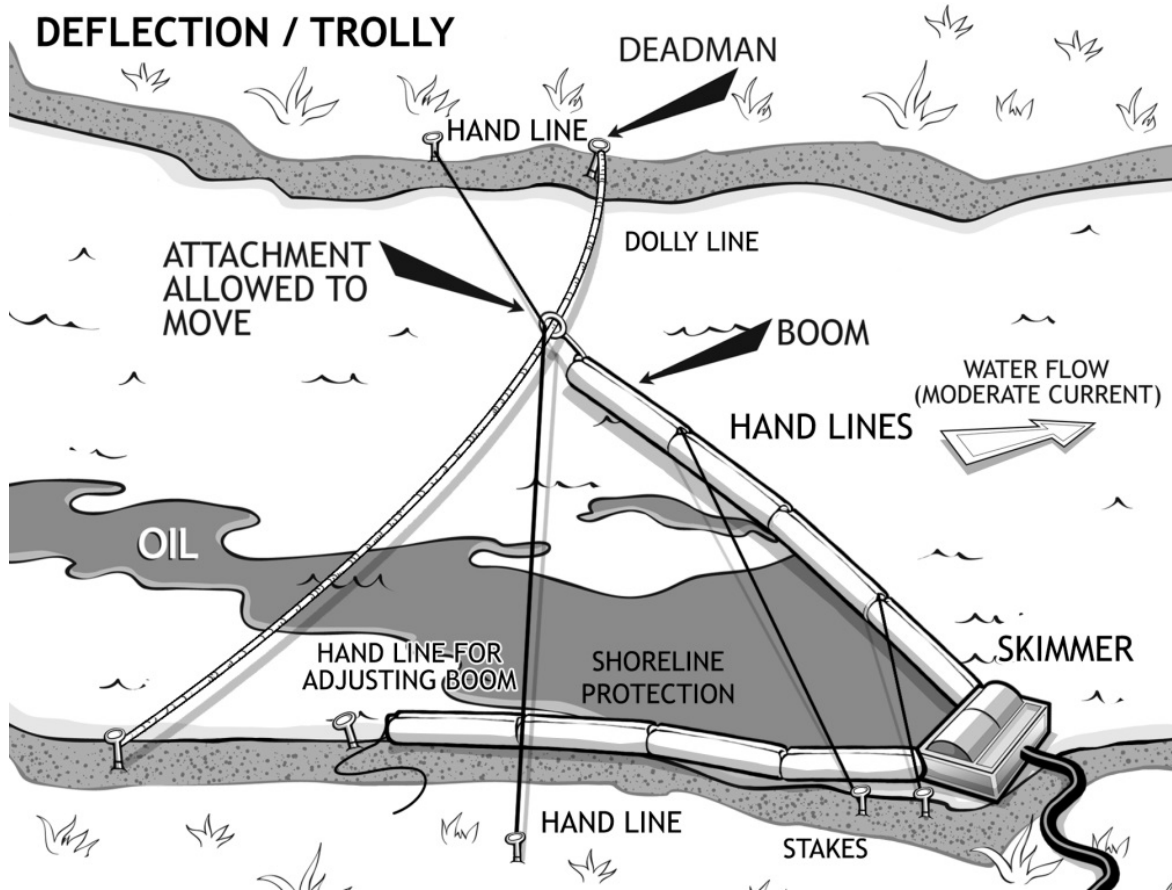 DEFLECTION / TROLLY
DEADMAN
HAND LINE
DOLLY LINE
ATTACHMENT
ALLOWED TO
MOVE
BOOM
WATER FLOW
(MODERATE CURRENT)
HAND LINES
OIL
HAND LINE FOR
ADJUSTING BOOM
SHORELINE
PROTECTION
SKIMMER
HAND LINE
STAKES